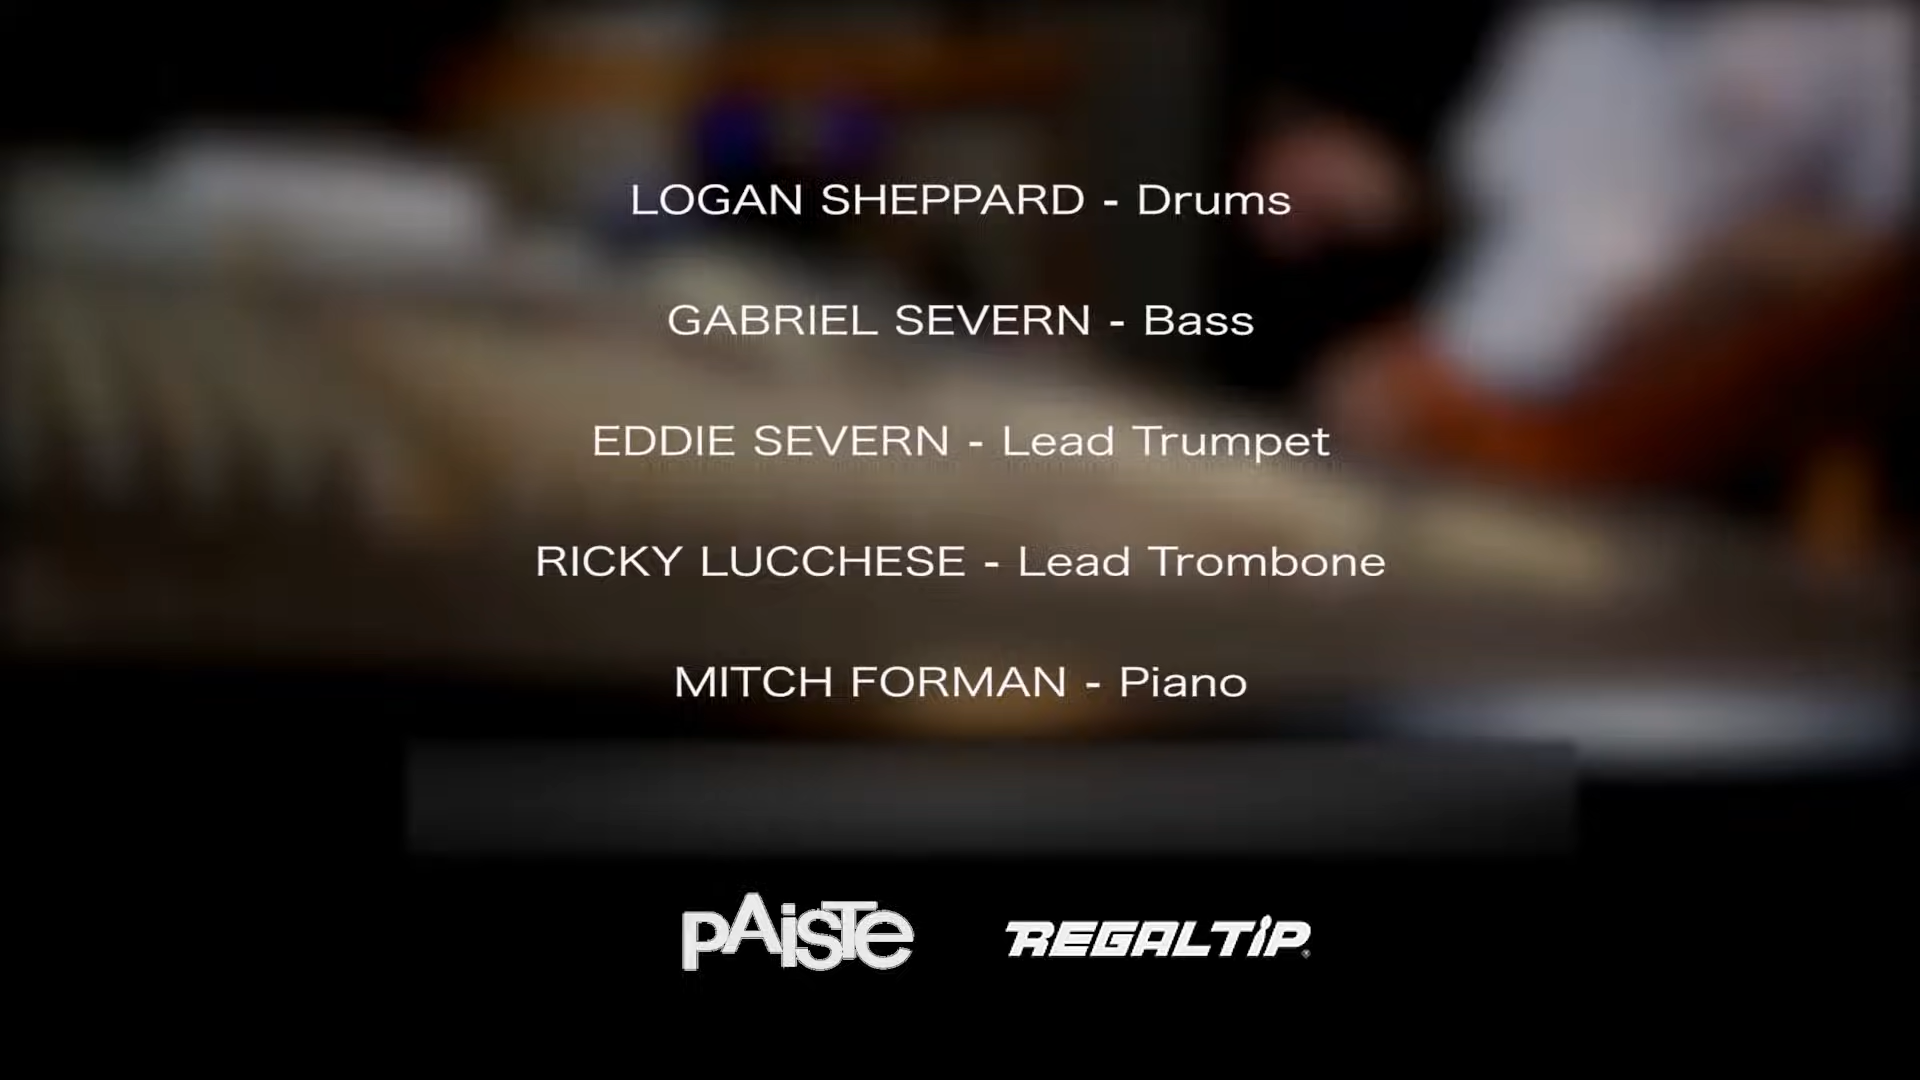 LOGAN SHEPPARD - Drums
GABRIEL SEVERN - Bass
EDDIE SEVERN - Lead Trumpet
RICKY LUCCHESE - Lead Trombone
MITCH FORMAN - Piano
PAiSTe REGALTIP®